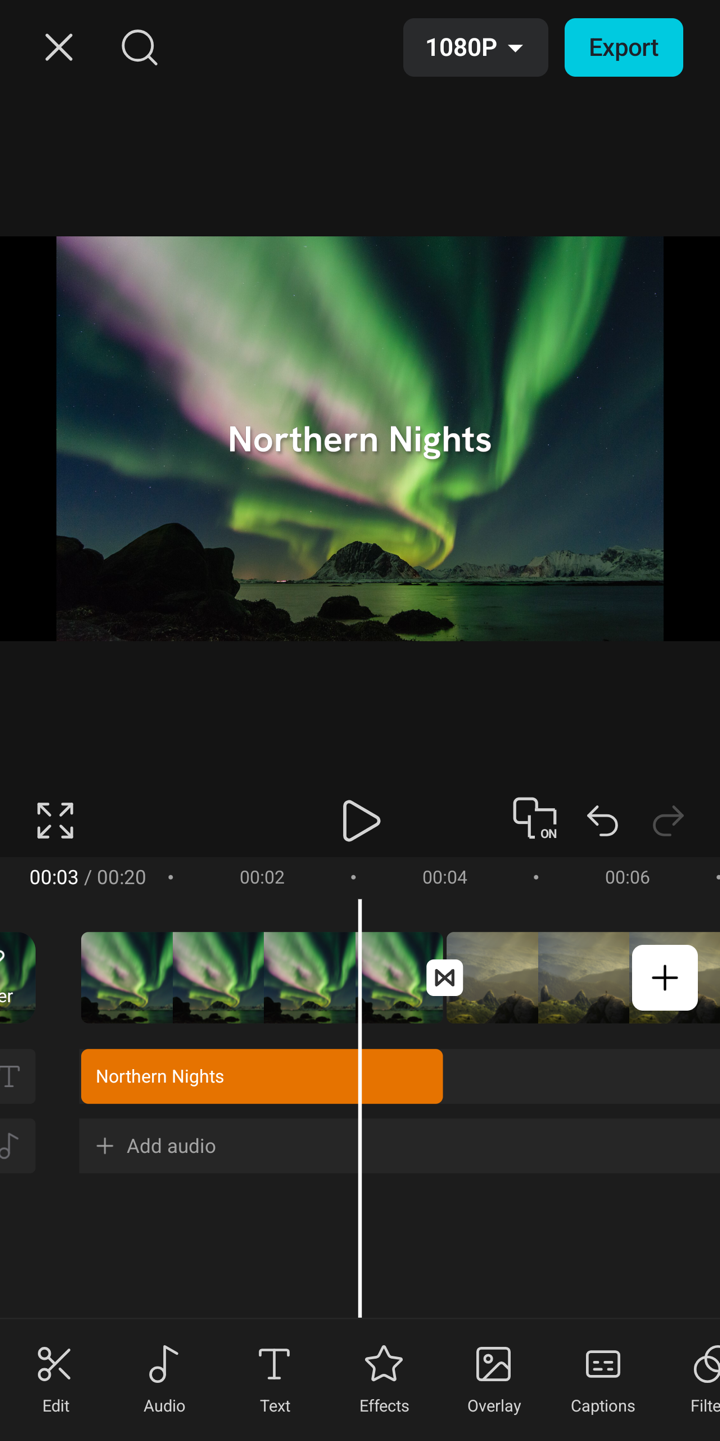 1080P
Export
Northern Nights
ON
00:03 / 00:20
00:02
00:04
00:06
er
Northern Nights
Add audio
Edit
Audio
Text
Effects
Overlay
Captions
Filte